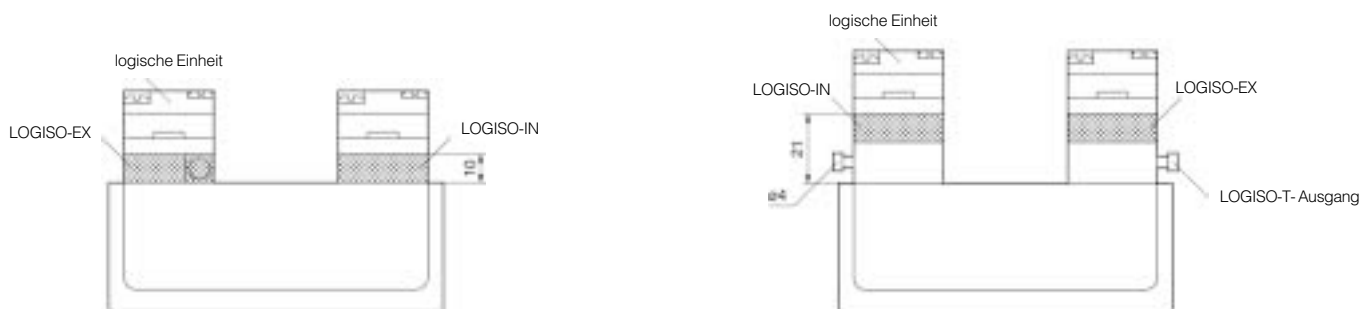 logische Einheit
LOGISO-EX
LOGISO-IN
10
logische Einheit
LOGISO-IN
LOGISO-EX
21
ø4
LOGISO-T- Ausgang